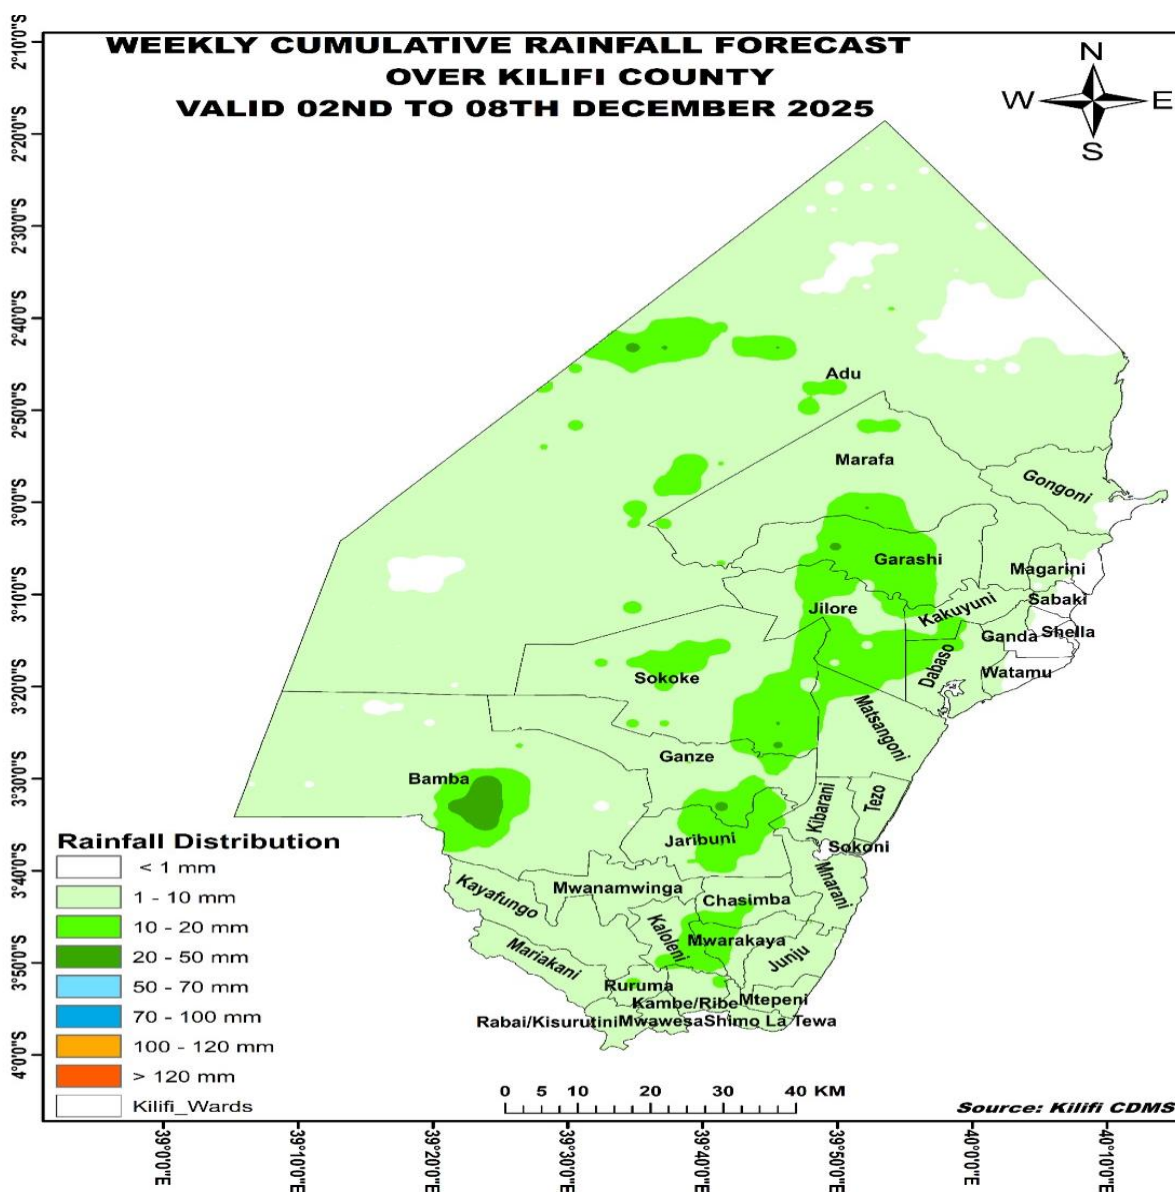 WEEKLY CUMULATIVE RAINFALL FORECAST
OVER KILIFI COUNTY
VALID 02ND TO 08TH DECEMBER 2025
N
W
E
S
2°10'0"S
2°20'0"S
2°30'0"S
2°40'0"S
2°50'0"S
3°0'0"S
3°10'0"S
3°20'0"S
3°30'0"S
3°40'0"S
3°50'0"S
4°0'0"S
Adu
Marafa
Gongoni
Garashi
Magarini
Jilore
Kakuyuni
Sabaki
Ganda
Shella
Dabaso
Watamu
Sokoke
Matsangoni
Ganze
Bamba
Kibarani
Tezo
Jaribuni
Sokoni
Mnarani
Kayafungo
Mwanamwinga
Chasimba
Kaloleni
Mwarakaya
Junju
Mariakani
Ruruma
Kambe/Ribe
Mtepeni
Rabai/Kisurutini
Mwawesa
Shimo La Tewa
Rainfall Distribution
< 1 mm
1 - 10 mm
10 - 20 mm
20 - 50 mm
50 - 70 mm
70 - 100 mm
100 - 120 mm
> 120 mm
Kilifi_Wards
0 5 10 20 30 40 KM
Source: Kilifi CDMS
39°0'0"E
39°10'0"E
39°20'0"E
39°30'0"E
39°40'0"E
39°50'0"E
40°0'0"E
40°10'0"E